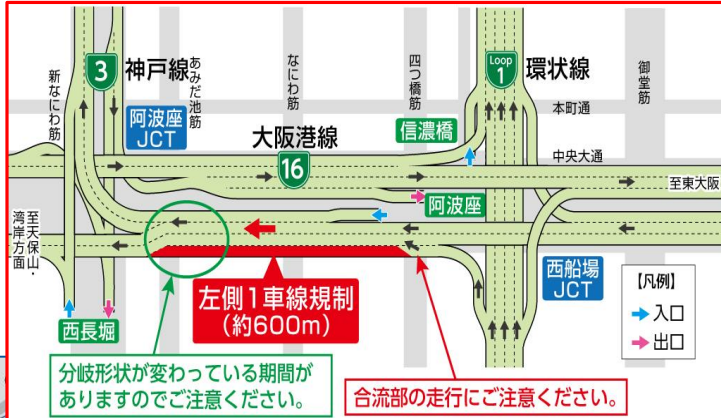 3
神戸線
新なにわ筋
あみだ池筋
なにわ筋
四つ橋筋
Loop
1
環状線
御堂筋
阿波座
JCT
大阪港線
16
信濃橋
本町通
中央大通
至東大阪
阿波座
至天保山・
湾岸方面
西船場
JCT
左側1車線規制
(約600m)
西長堀
【凡例】
入口
出口
分岐形状が変わっている期間が
ありますのでご注意ください。
合流部の走行にご注意ください。